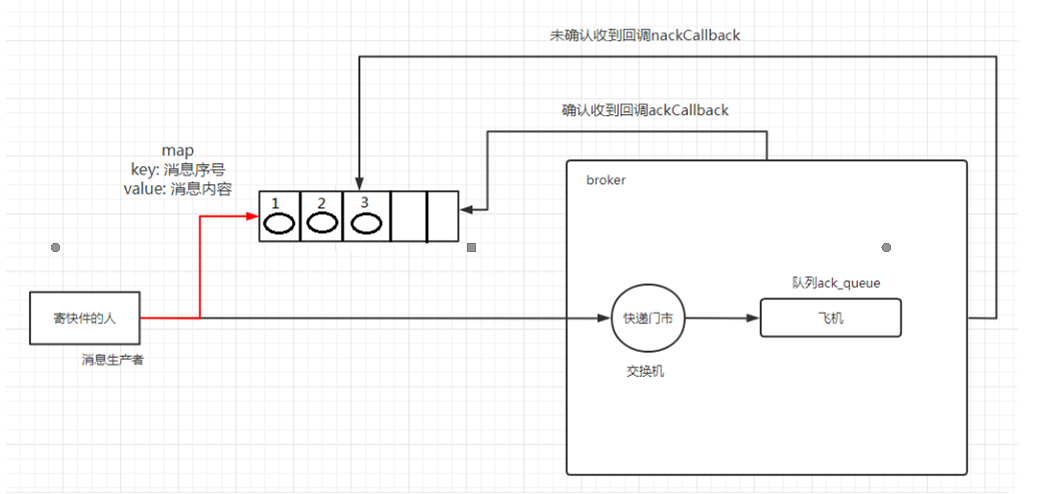 未确认收到回调nackCallback
确认收到回调ackCallback
map
key: 消息序号
value: 消息内容
1 2 3
broker
队列ack_queue
寄快件的人
快递门市
飞机
消息生产者
交换机